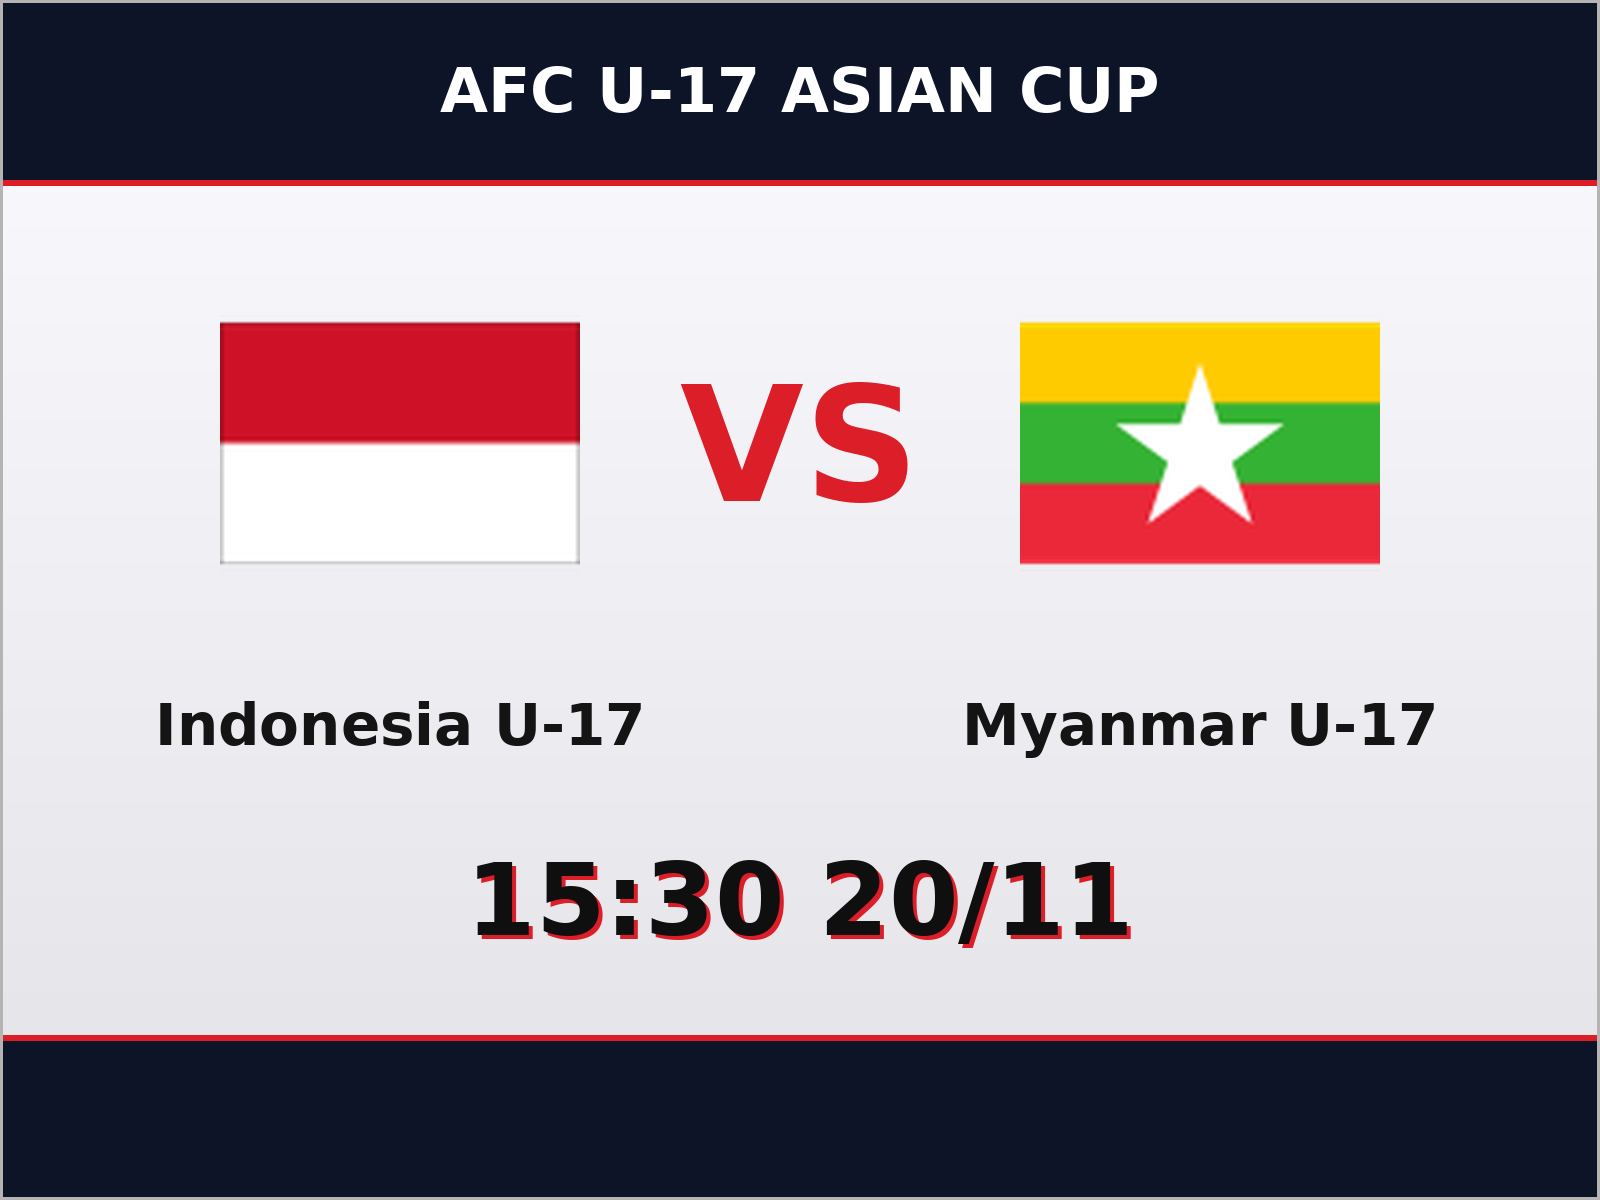 AFC U-17 ASIAN CUP
VS
Indonesia U-17
Myanmar U-17
15:30 20/11